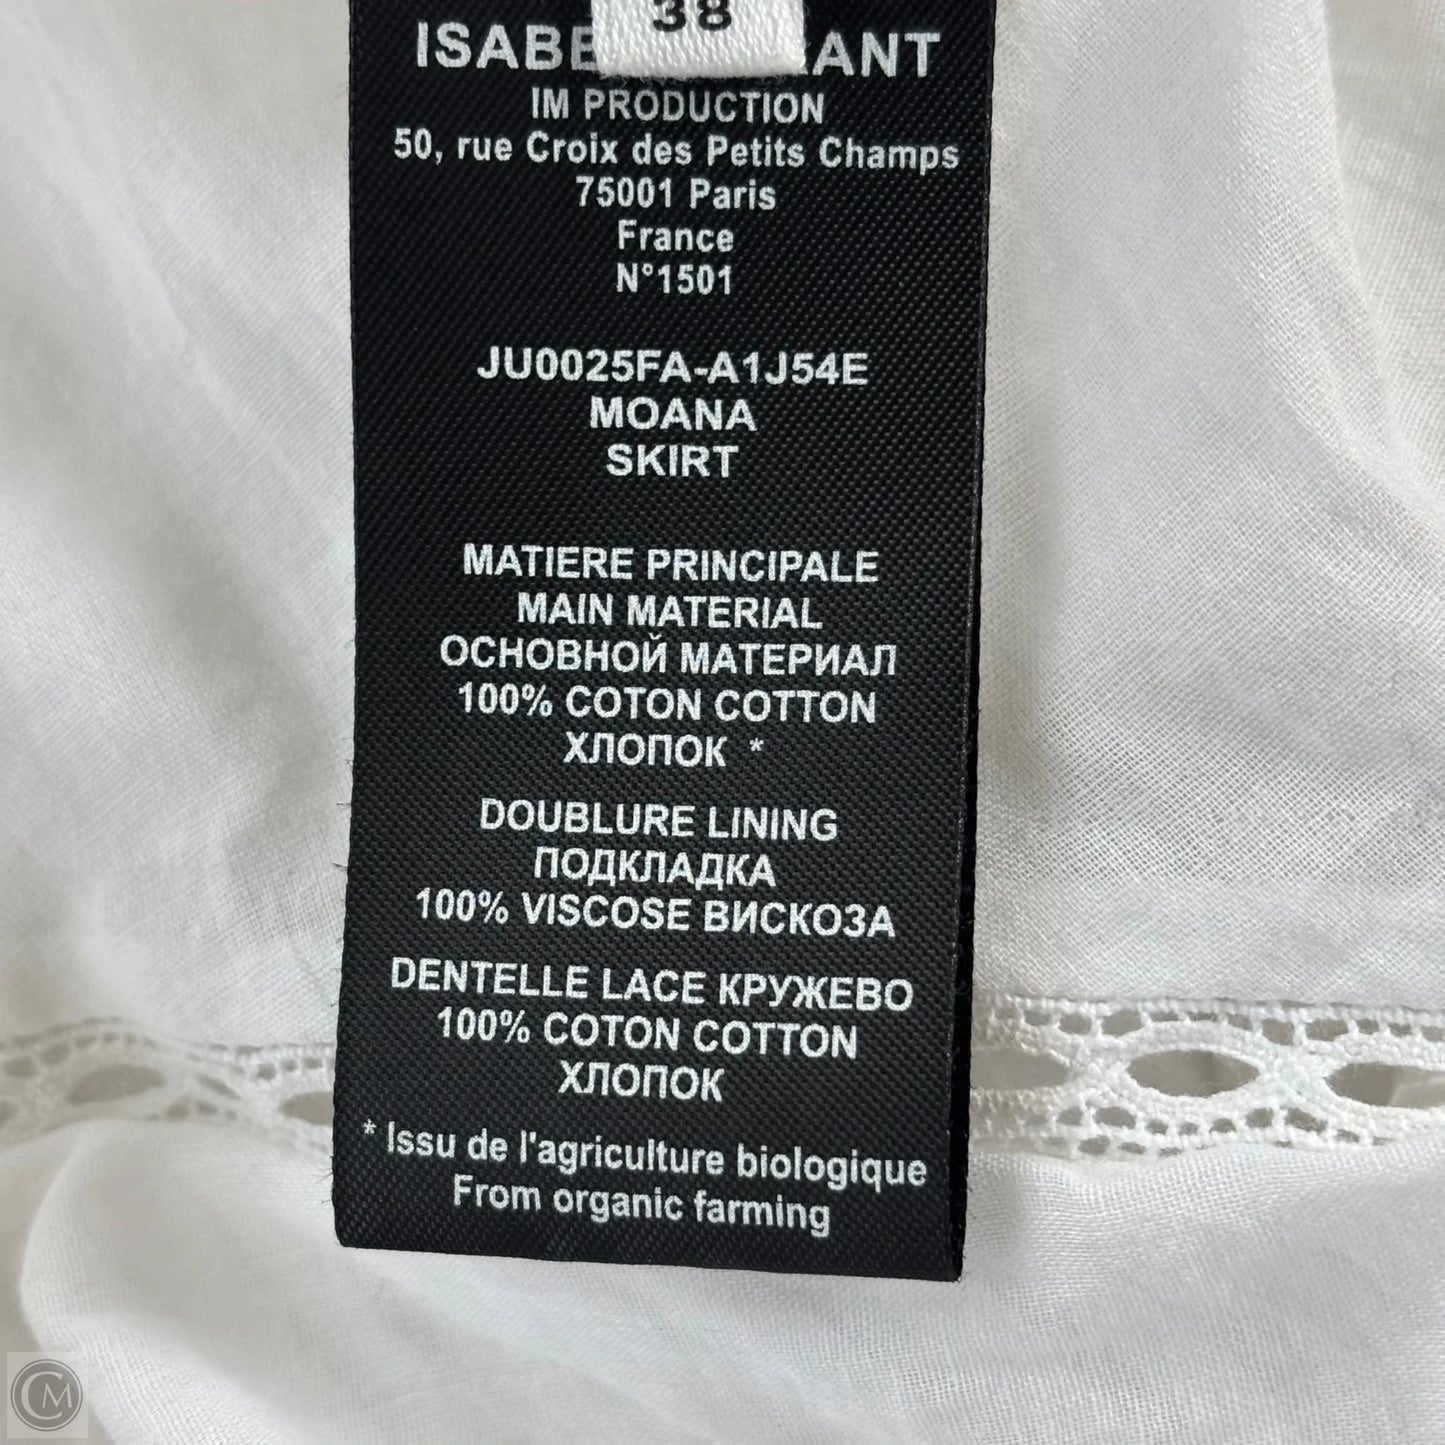 38
IM PRODUCTION
50, rue Croix des Petits Champs
75001 Paris
France
N°1501
JU0025FA-A1J54E
MOANA
SKIRT
MATIERE PRINCIPALE
MAIN MATERIAL
ОСНОВНОЙ МАТЕРИАЛ
100% COTON COTTON
ХЛОПОК *
DOUBLURE LINING
ПОДКЛАДКА
100% VISCOSE ВИСКОЗА
DENTELLE LACE КРУЖЕВО
100% COTON COTTON
ХЛОПОК
* Issu de l'agriculture biologique
From organic farming
CM